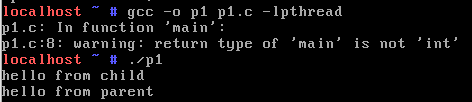 localhost ~ # gcc -o p1 p1.c -lpthread
p1.c: In function 'main':
p1.c:8: warning: return type of 'main' is not 'int'
localhost ~ # ./p1
hello from child
hello from parent